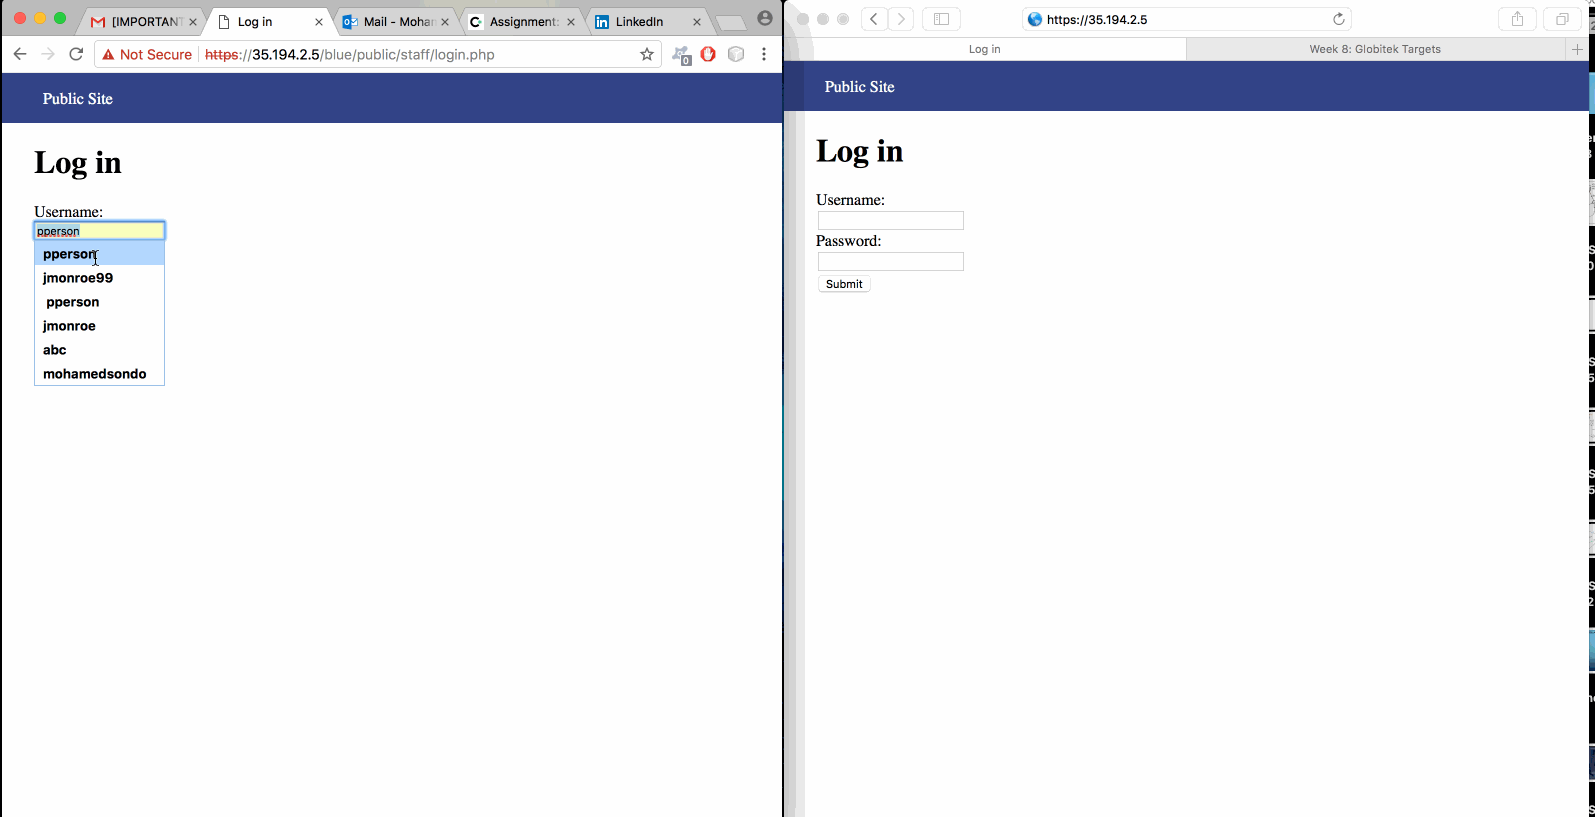 [IMPORTANT
Log in
Mail - Mohan
Assignment:
LinkedIn
Not Secure
https://35.194.2.5/blue/public/staff/login.php
0
Public Site
Log in
Username:
pperson
pperson
jmonroe99
pperson
jmonroe
abc
mohamedsondo
https://35.194.2.5
Log in
Week 8: Globitek Targets
Public Site
Log in
Username:
Password:
Submit